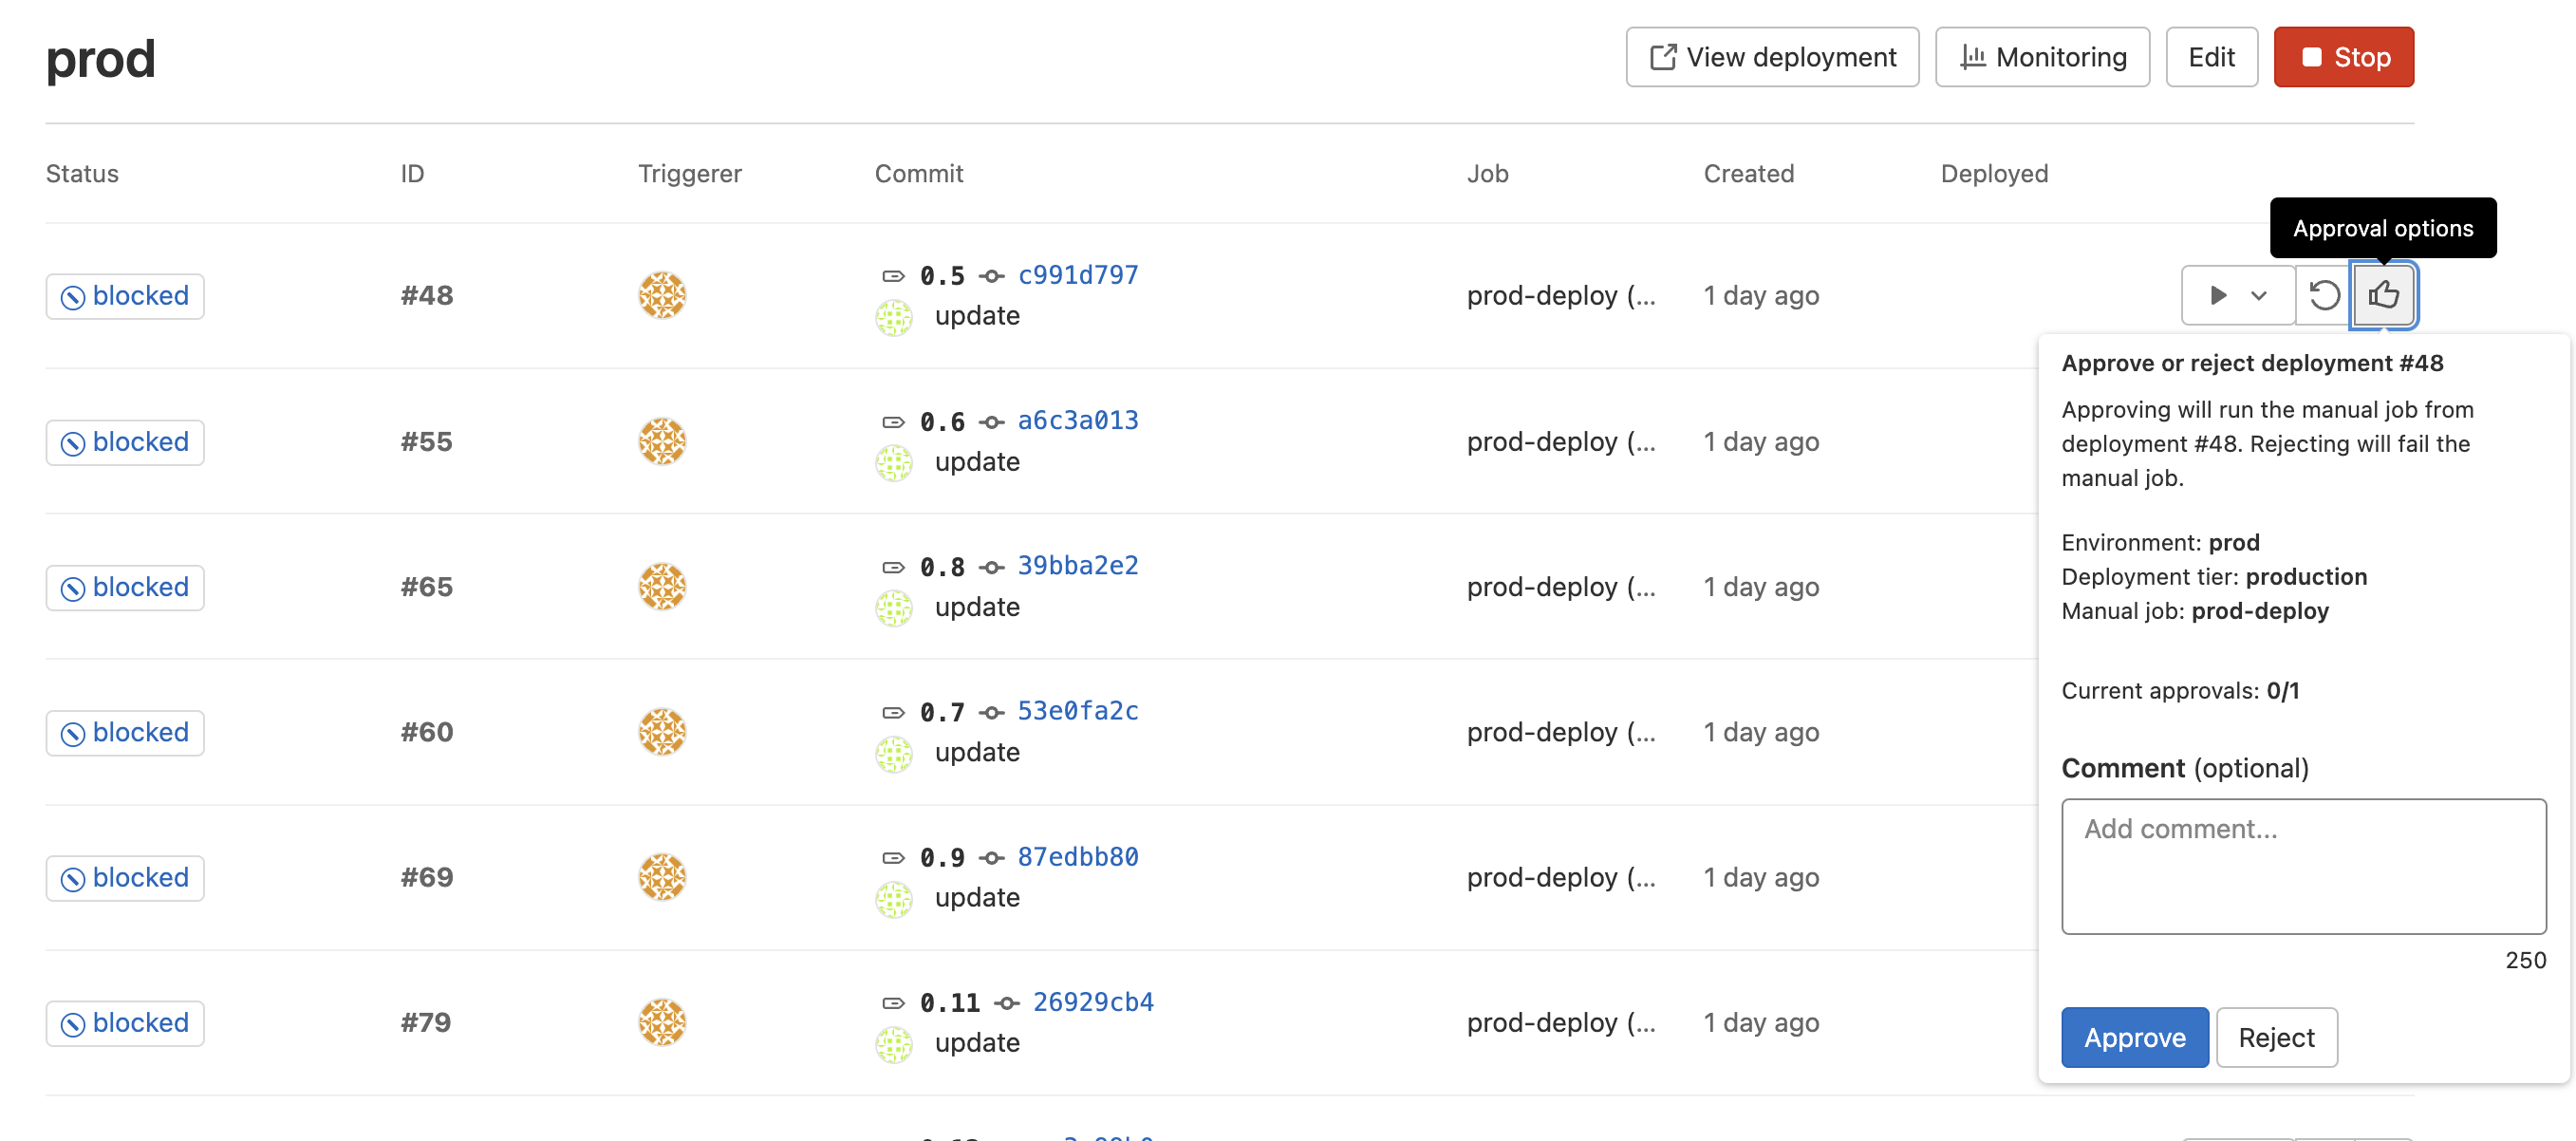 prod
View deployment Monitoring Edit Stop
Status ID Triggerer Commit Job Created Deployed
Approval options
blocked #48 0.5 c991d797 prod-deploy (... 1 day ago
update
Approve or reject deployment #48
Approving will run the manual job from
deployment #48. Rejecting will fail the
manual job.
Environment: prod
Deployment tier: production
Manual job: prod-deploy
Current approvals: 0/1
Comment (optional)
Add comment...
250
Approve Reject
blocked #55 0.6 a6c3a013 prod-deploy (... 1 day ago
update
blocked #65 0.8 39bba2e2 prod-deploy (... 1 day ago
update
blocked #60 0.7 53e0fa2c prod-deploy (... 1 day ago
update
blocked #69 0.9 87edbb80 prod-deploy (... 1 day ago
update
blocked #79 0.11 26929cb4 prod-deploy (... 1 day ago
update